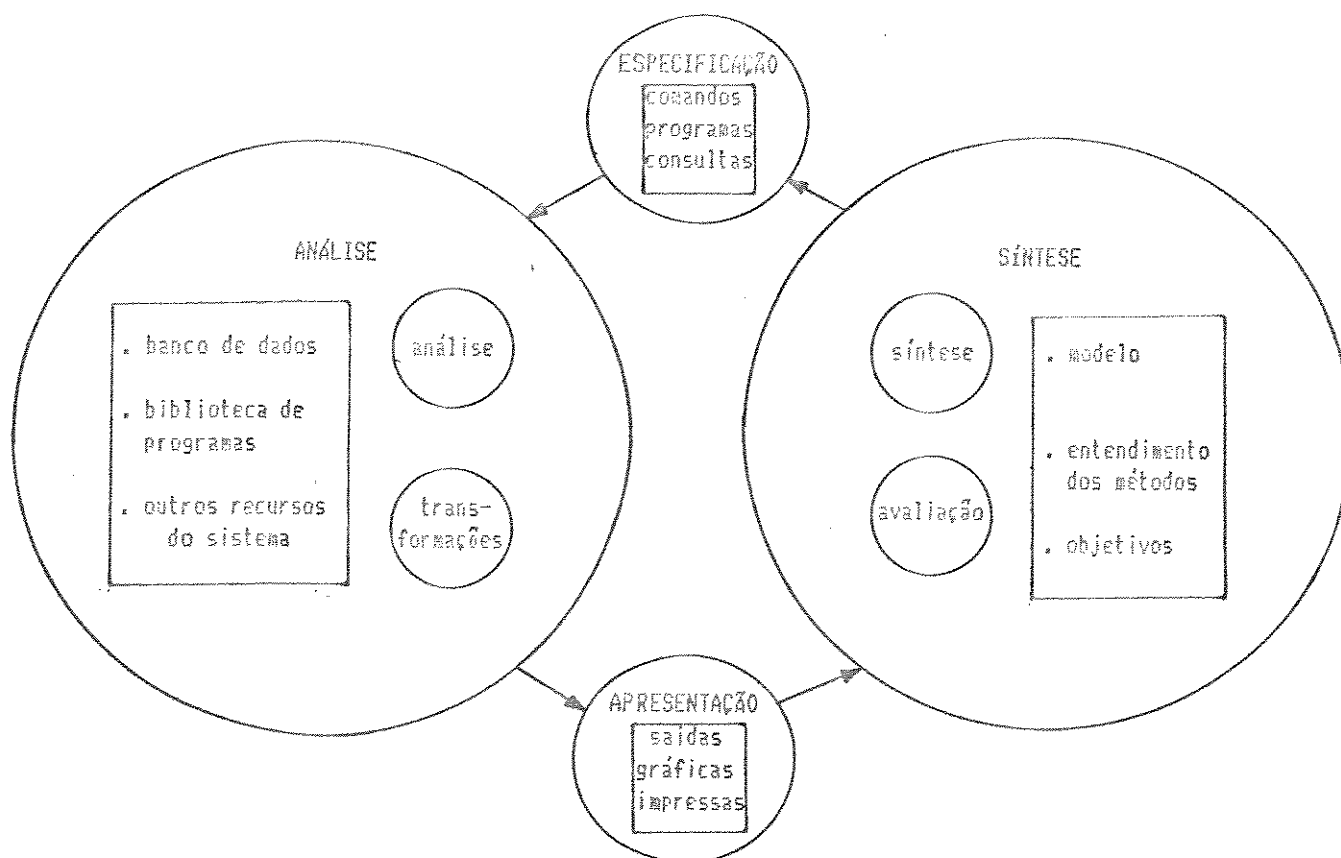 ESPECIFICAÇÃO
comandos
programas
consultas
ANÁLISE
. banco de dados
. biblioteca de
programas
. outros recursos
do sistema
análise
trans-
formações
SÍNTESE
síntese
avaliação
. modelo
. entendimento
dos métodos
. objetivos
APRESENTAÇÃO
saídas
gráficas
impressas